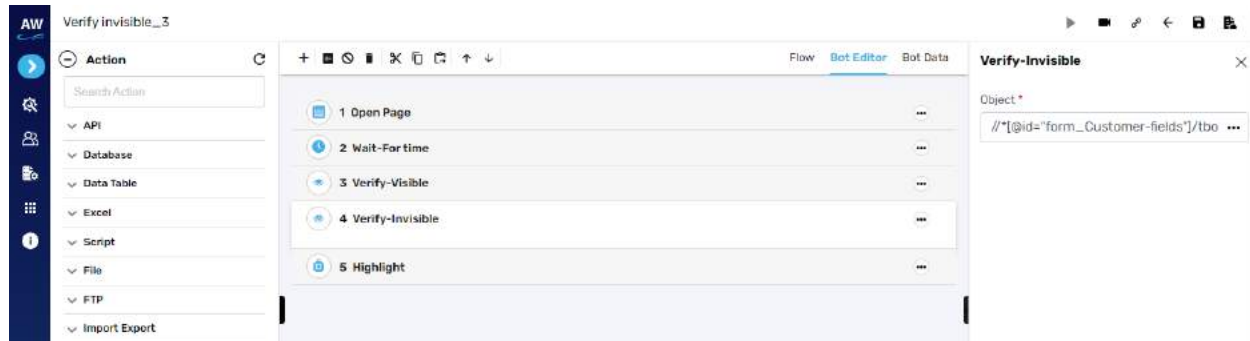 AW
Verify invisible_3
Action
Search Action
API
Database
Data Table
Excel
Script
File
FTP
Import Export
Flow Bot Editor Bot Data
1 Open Page
2 Wait-For time
3 Verify-Visible
4 Verify-Invisible
5 Highlight
Verify-Invisible
Object *
//*[@id="form_Customer-fields"]/tbo